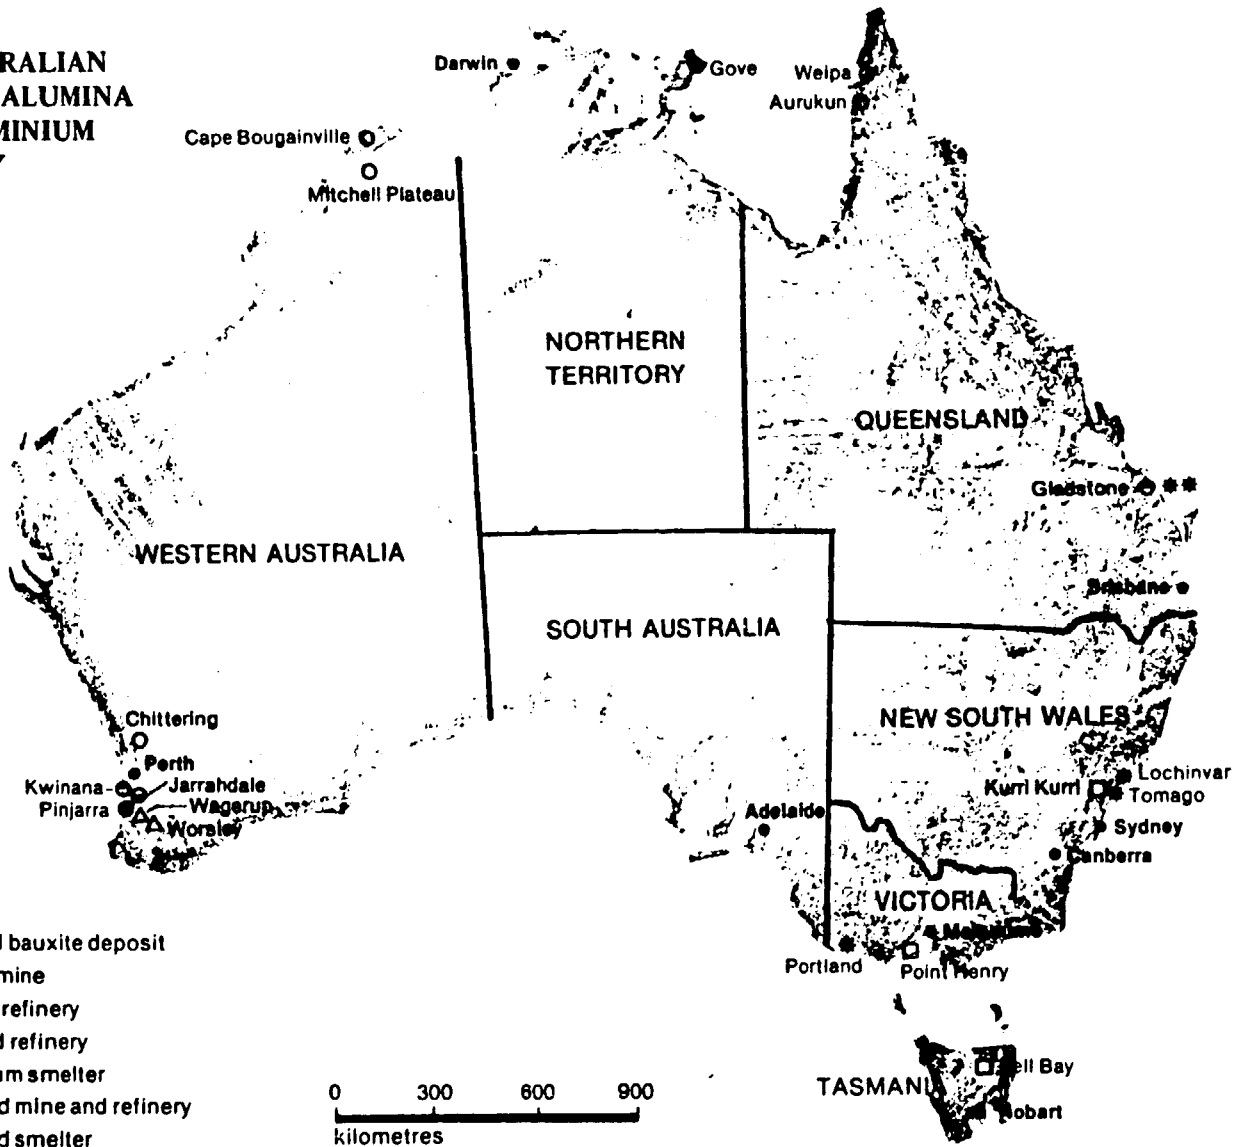 RALIAN
ALUMINA
MINIUM
Y
Darwin
Gove
Weipa
Aurukun
Cape Bougainville
Mitchell Plateau
NORTHERN
TERRITORY
QUEENSLAND
Gladstone
WESTERN AUSTRALIA
Brisbane
SOUTH AUSTRALIA
Chittering
NEW SOUTH WALES
Perth
Kwinana
Jarrahdale
Pinjarra
Wagerup
Worsley
Lochinvar
Kurri Kurri
Tomago
Adelaide
Sydney
Canberra
VICTORIA
Melbourne
Portland
Point Henry
d bauxite deposit
mine
refinery
d refinery
um smelter
d mine and refinery
d smelter
0 300 600 900
kilometres
TASMANI
ell Bay
Hobart